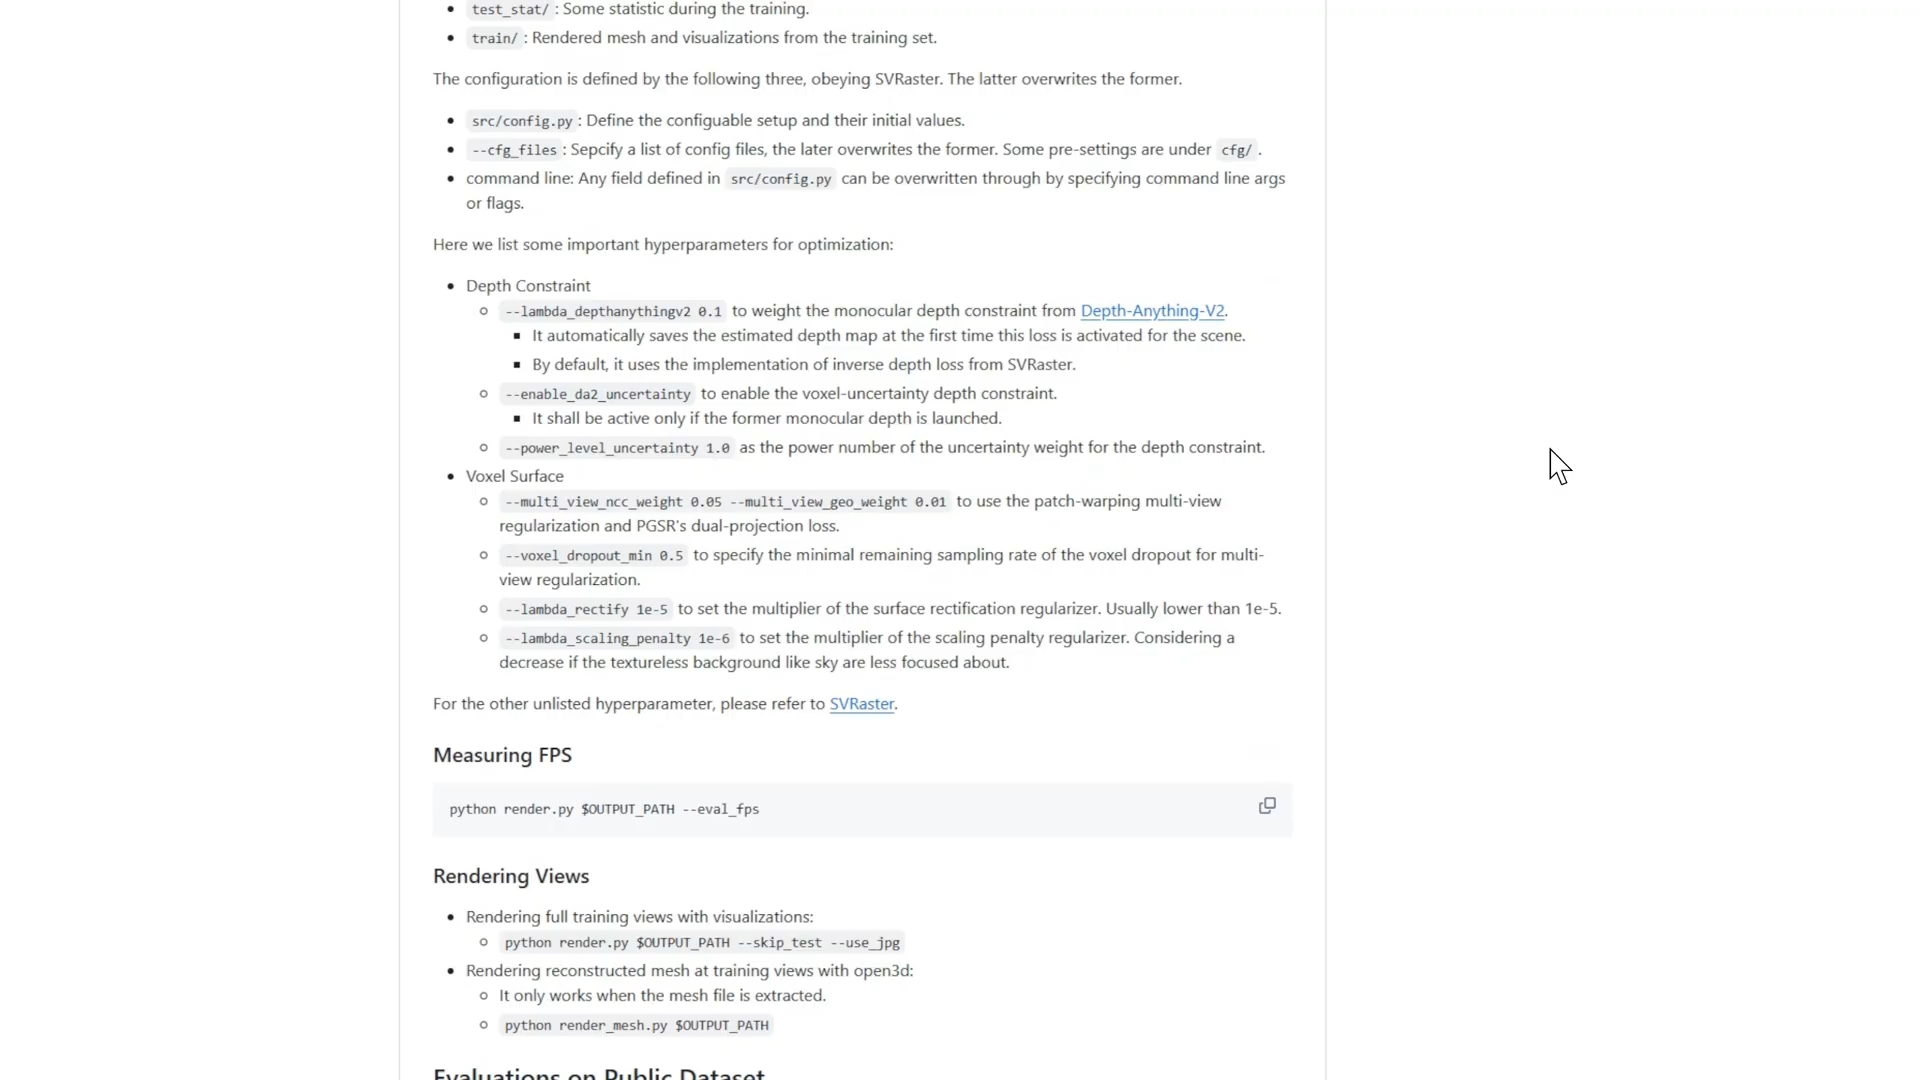 test_stat/ : Some statistic during the training.
train/ : Rendered mesh and visualizations from the training set.
The configuration is defined by the following three, obeying SVRaster. The latter overwrites the former.
src/config.py : Define the configuable setup and their initial values.
--cfg_files : Sepcify a list of config files, the later overwrites the former. Some pre-settings are under cfg/ .
command line: Any field defined in src/config.py can be overwritten through by specifying command line args
or flags.
Here we list some important hyperparameters for optimization:
Depth Constraint
--lambda_depthanythingv2 0.1 to weight the monocular depth constraint from Depth-Anything-V2.
It automatically saves the estimated depth map at the first time this loss is activated for the scene.
By default, it uses the implementation of inverse depth loss from SVRaster.
--enable_da2_uncertainty to enable the voxel-uncertainty depth constraint.
It shall be active only if the former monocular depth is launched.
--power_level_uncertainty 1.0 as the power number of the uncertainty weight for the depth constraint.
Voxel Surface
--multi_view_ncc_weight 0.05 --multi_view_geo_weight 0.01 to use the patch-warping multi-view
regularization and PGSR's dual-projection loss.
--voxel_dropout_min 0.5 to specify the minimal remaining sampling rate of the voxel dropout for multi-
view regularization.
--lambda_rectify 1e-5 to set the multiplier of the surface rectification regularizer. Usually lower than 1e-5.
--lambda_scaling_penalty 1e-6 to set the multiplier of the scaling penalty regularizer. Considering a
decrease if the textureless background like sky are less focused about.
For the other unlisted hyperparameter, please refer to SVRaster.
Measuring FPS
python render.py $OUTPUT_PATH --eval_fps
Rendering Views
Rendering full training views with visualizations:
python render.py $OUTPUT_PATH --skip_test --use_jpg
Rendering reconstructed mesh at training views with open3d:
It only works when the mesh file is extracted.
python render_mesh.py $OUTPUT_PATH
Evaluations on Public Dataset